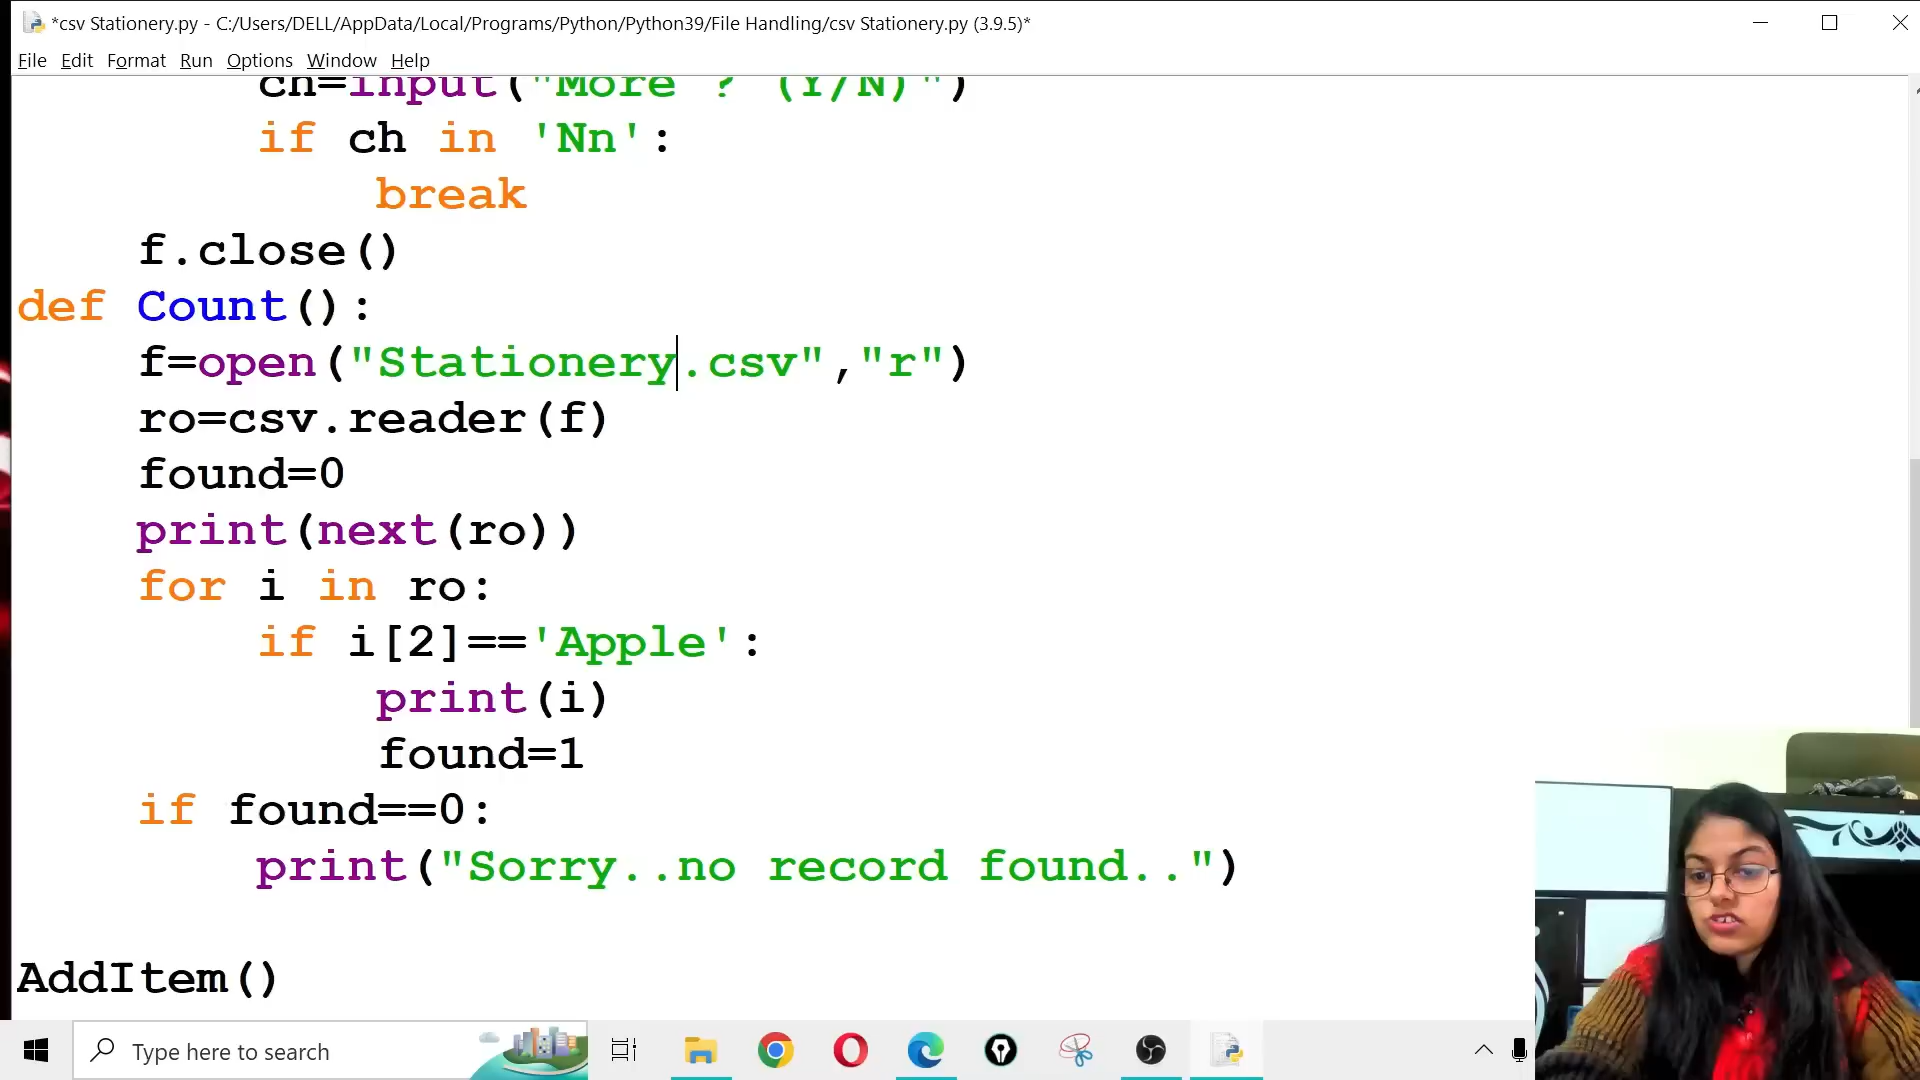 *csv Stationery.py - C:/Users/DELL/AppData/Local/Programs/Python/Python39/File Handling/csv Stationery.py (3.9.5)*
File Edit Format Run Options Window Help
ch=input("More ? (Y/N)")
if ch in 'Nn':
break
f.close()
def Count():
f=open("Stationery.csv","r")
ro=csv.reader(f)
found=0
print(next(ro))
for i in ro:
if i[2]=='Apple':
print(i)
found=1
if found==0:
print("Sorry..no record found..")
AddItem()
Type here to search